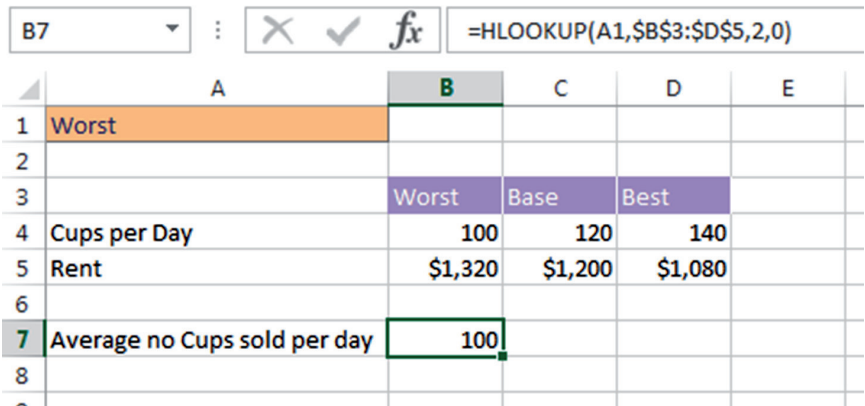 B7 fx =HLOOKUP(A1,$B$3:$D$5,2,0)
A B C D E
1 Worst
2
3 Worst Base Best
4 Cups per Day 100 120 140
5 Rent $1,320 $1,200 $1,080
6
7 Average no Cups sold per day 100
8